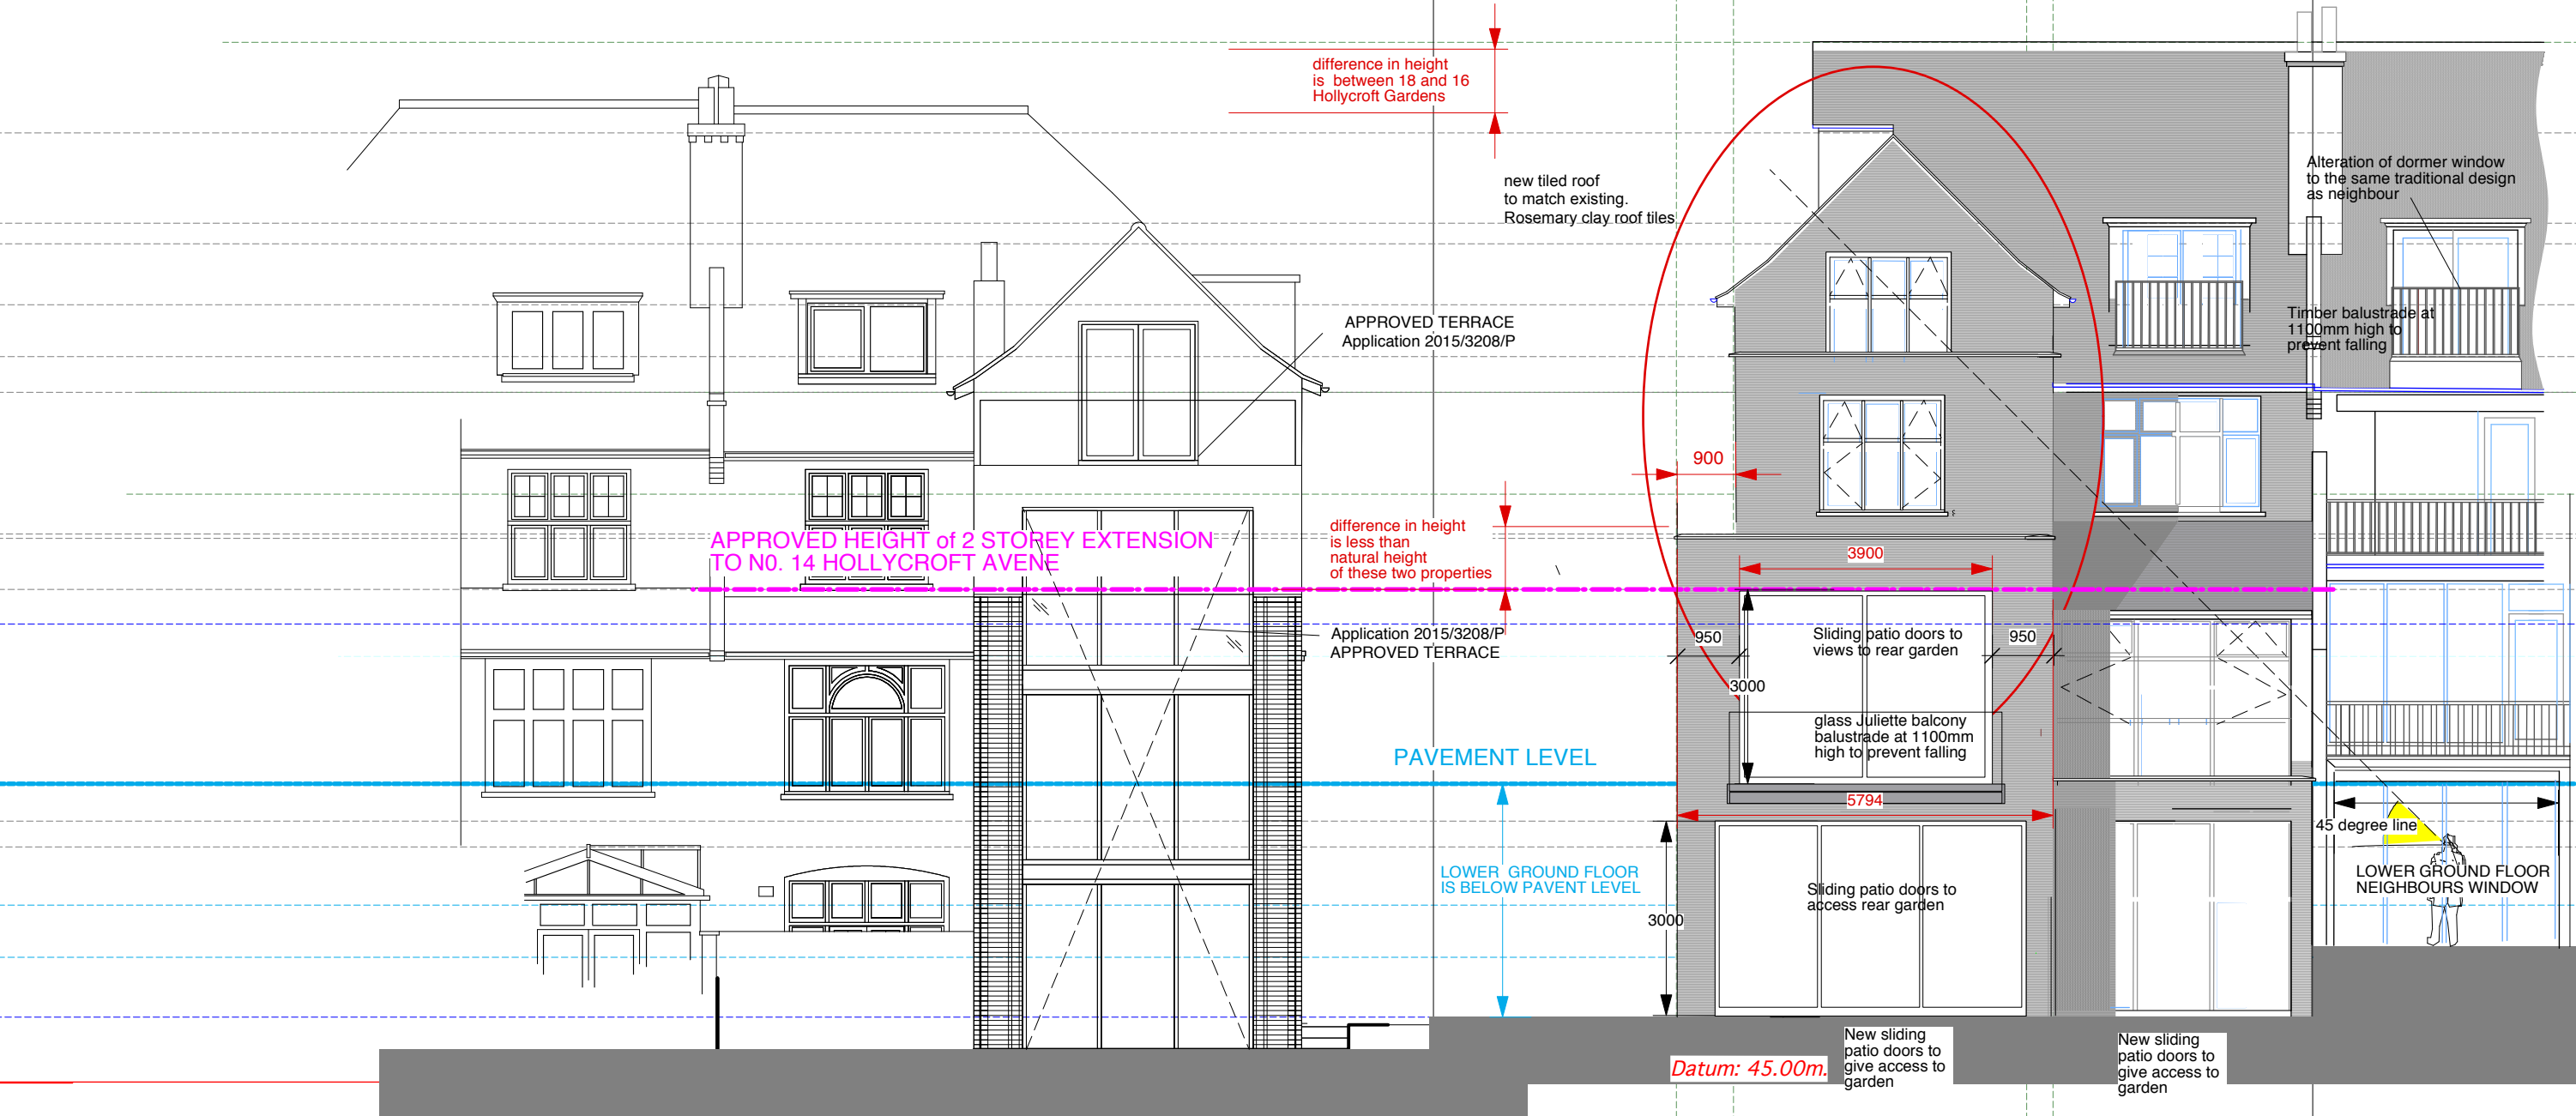 difference in height
is between 18 and 16
Hollycroft Gardens
new tiled roof
to match existing.
Rosemary clay roof tiles
Alteration of dormer window
to the same traditional design
as neighbour
Timber balustrade at
1100mm high to
prevent falling
APPROVED TERRACE
Application 2015/3208/P
900
APPROVED HEIGHT of 2 STOREY EXTENSION
TO N0. 14 HOLLYCROFT AVENE
difference in height
is less than
natural height
of these two properties
3900
Application 2015/3208/P
APPROVED TERRACE
950
Sliding patio doors to
views to rear garden
950
3000
glass Juliette balcony
balustrade at 1100mm
high to prevent falling
PAVEMENT LEVEL
5794
45 degree line
LOWER GROUND FLOOR
IS BELOW PAVENT LEVEL
LOWER GROUND FLOOR
NEIGHBOURS WINDOW
3000
Sliding patio doors to
access rear garden
New sliding
patio doors to
give access to
garden
New sliding
patio doors to
give access to
garden
Datum: 45.00m.